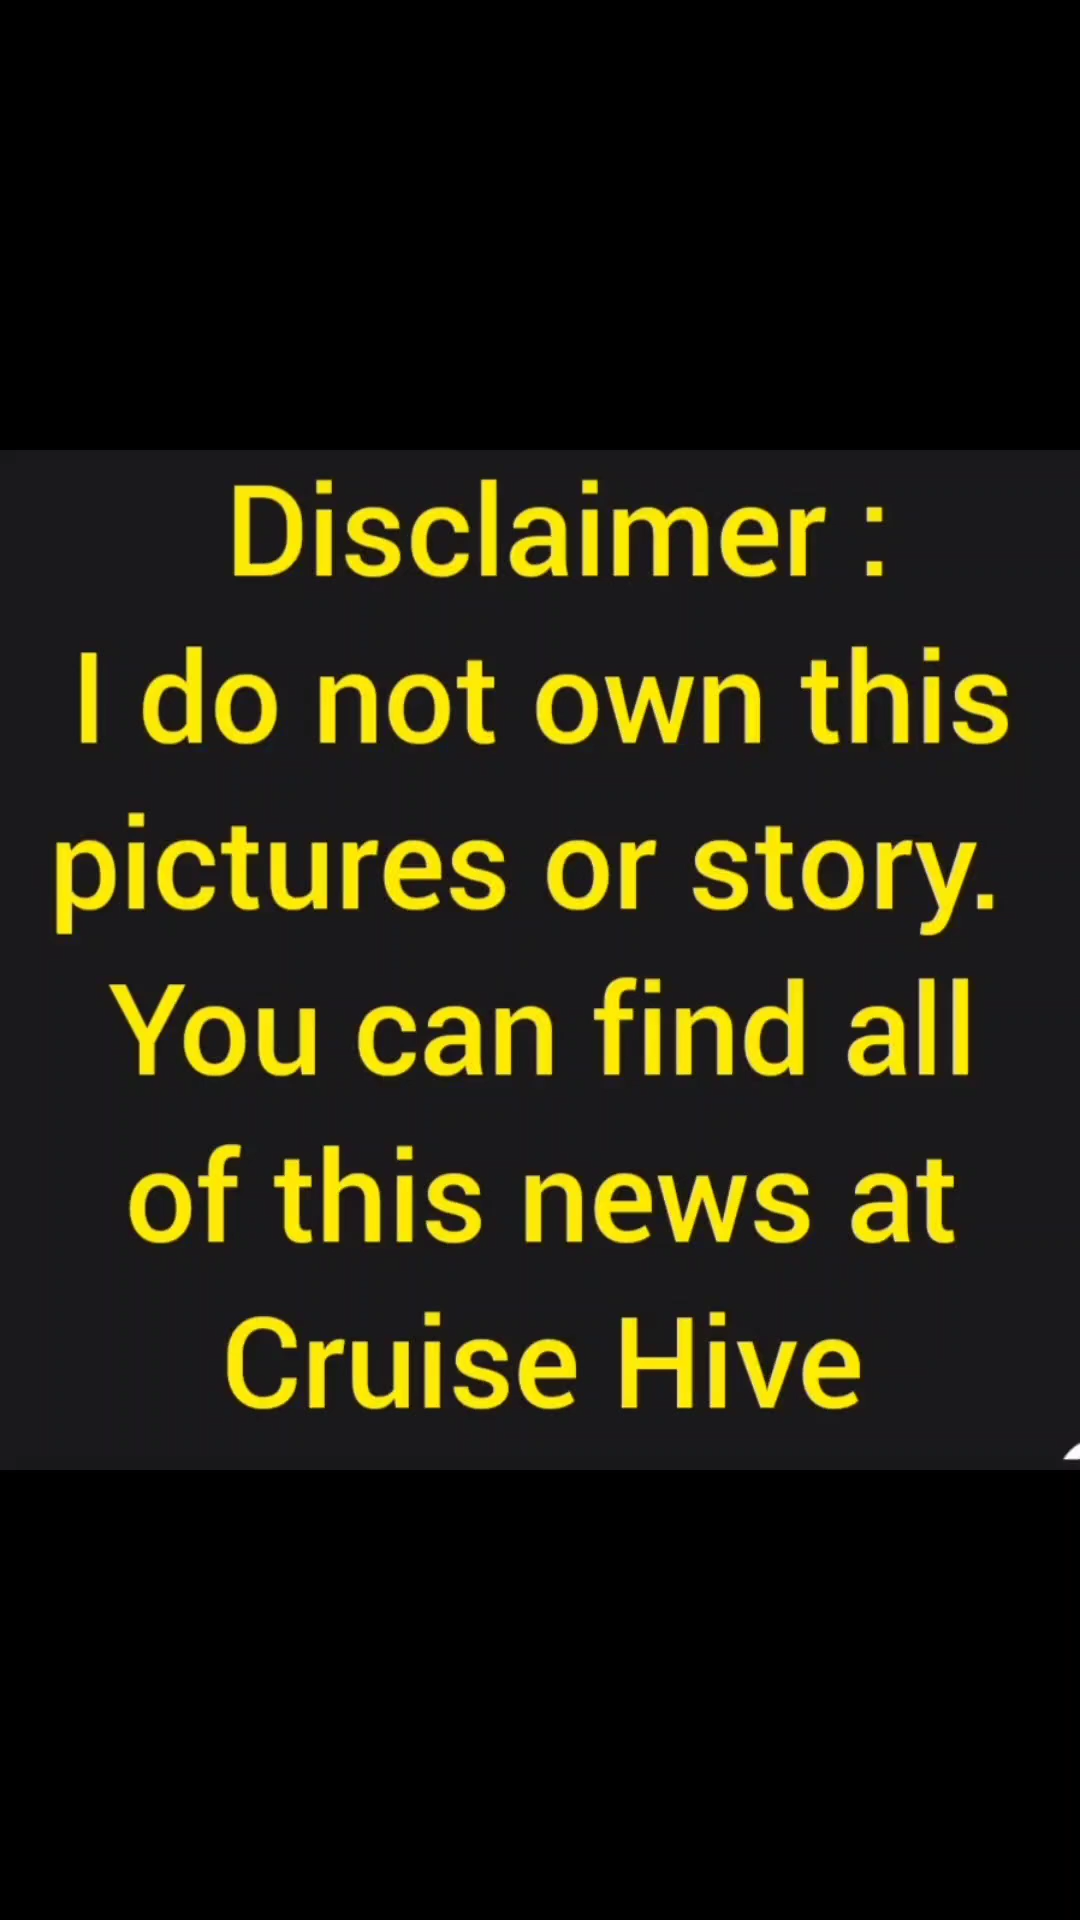 Disclaimer :
I do not own this
pictures or story.
You can find all
of this news at
Cruise Hive